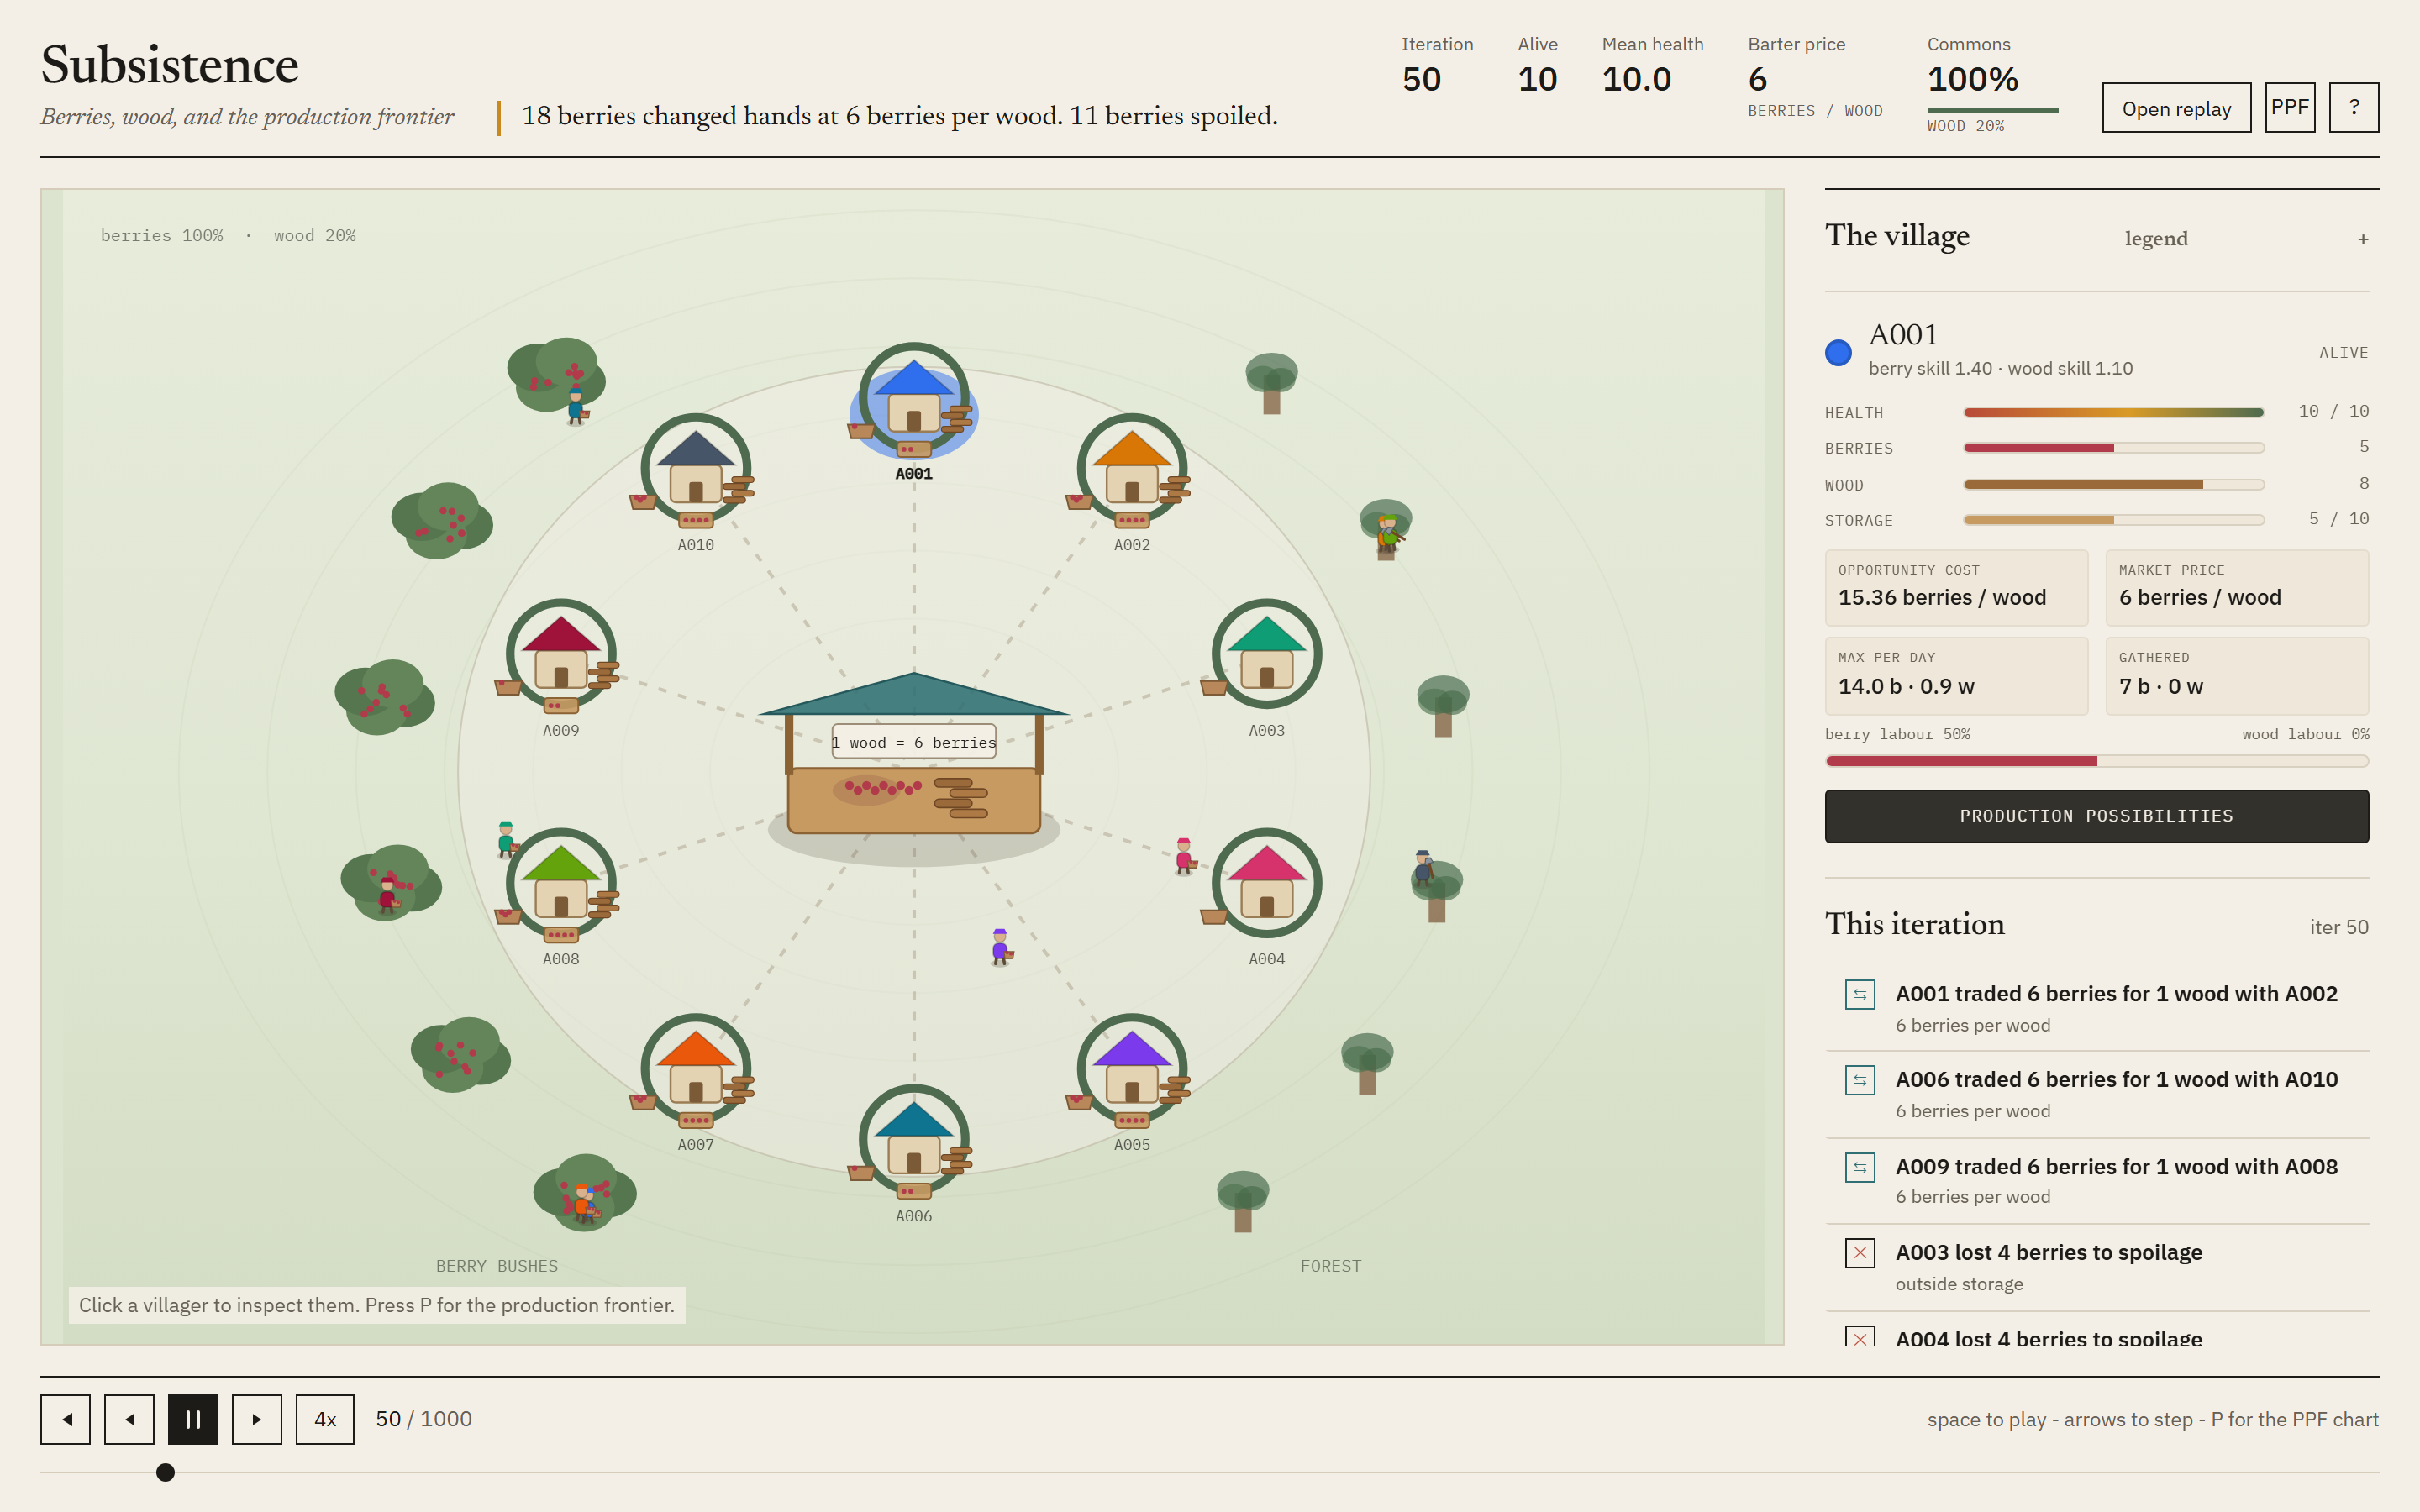 Subsistence
Berries, wood, and the production frontier
18 berries changed hands at 6 berries per wood. 11 berries spoiled.
Iteration
50
Alive
10
Mean health
10.0
Barter price
6
BERRIES / WOOD
Commons
100%
WOOD 20%
Open replay
PPF
?
berries 100% · wood 20%
A001
A010
A002
A009
A003
1 wood = 6 berries
A008
A004
A007
A005
A006
BERRY BUSHES
FOREST
Click a villager to inspect them. Press P for the production frontier.
The village
legend
+
A001
berry skill 1.40 · wood skill 1.10
ALIVE
HEALTH
10 / 10
BERRIES
5
WOOD
8
STORAGE
5 / 10
OPPORTUNITY COST
15.36 berries / wood
MARKET PRICE
6 berries / wood
MAX PER DAY
14.0 b · 0.9 w
GATHERED
7 b · 0 w
berry labour 50%
wood labour 0%
PRODUCTION POSSIBILITIES
This iteration
iter 50
A001 traded 6 berries for 1 wood with A002
6 berries per wood
A006 traded 6 berries for 1 wood with A010
6 berries per wood
A009 traded 6 berries for 1 wood with A008
6 berries per wood
A003 lost 4 berries to spoilage
outside storage
A004 lost 4 berries to spoilage
4x
50 / 1000
space to play - arrows to step - P for the PPF chart